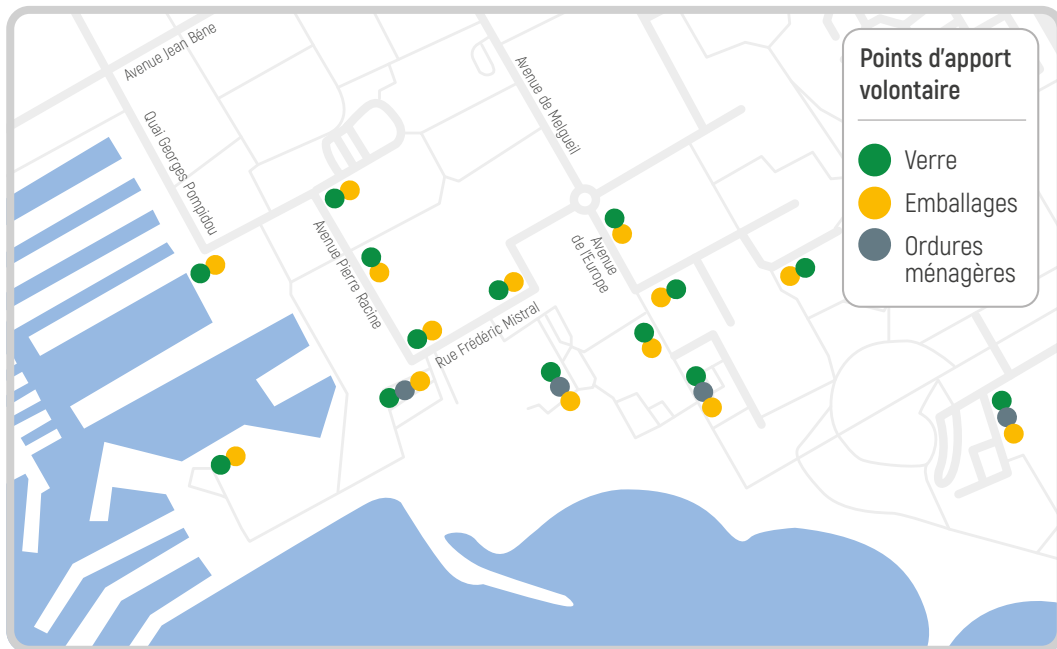 Avenue Jean Bène
Quai Georges Pompidou
Avenue de Melgueil
Avenue Pierre Racine
Avenue
de l'Europe
Rue Frédéric Mistral
Points d'apport
volontaire
Verre
Emballages
Ordures
ménagères